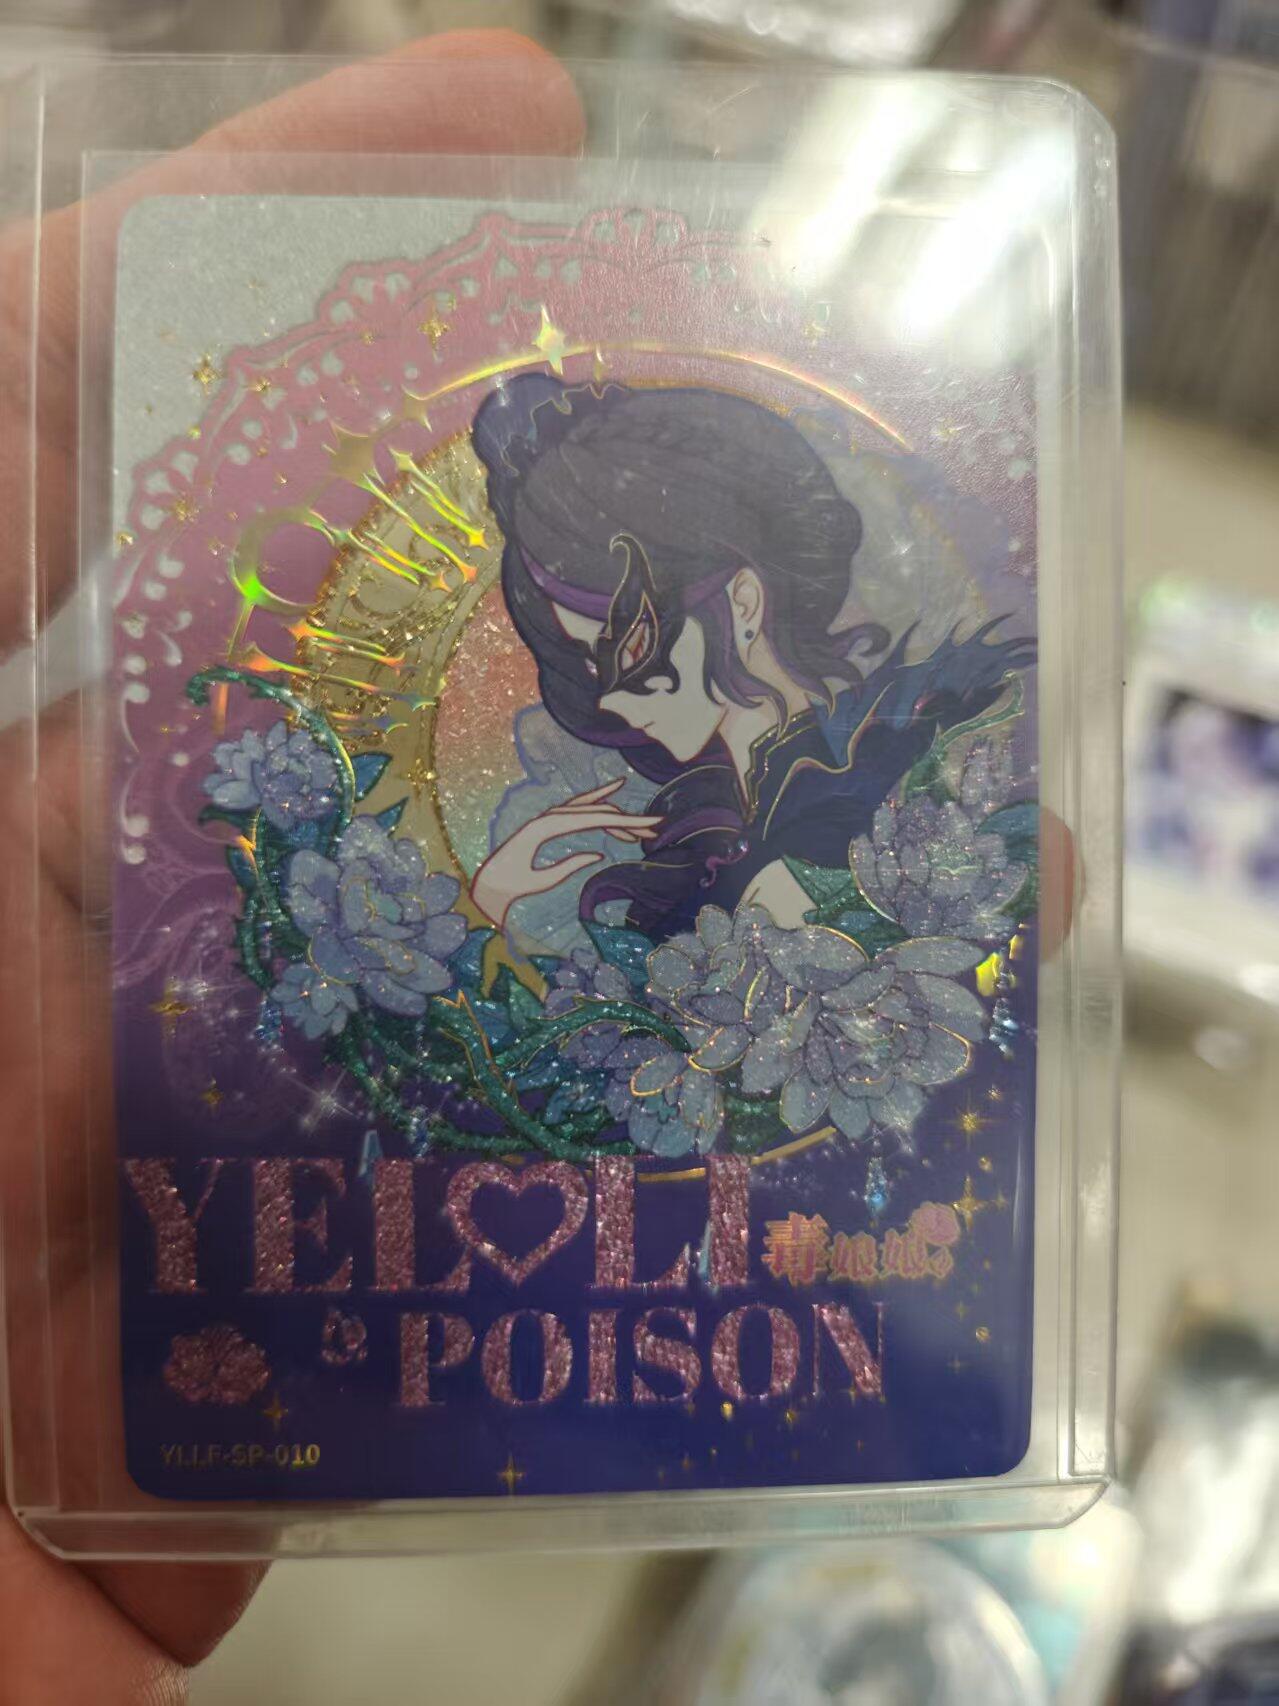 YELOLI 毒娘娘
POISON
YLLF-SP-010